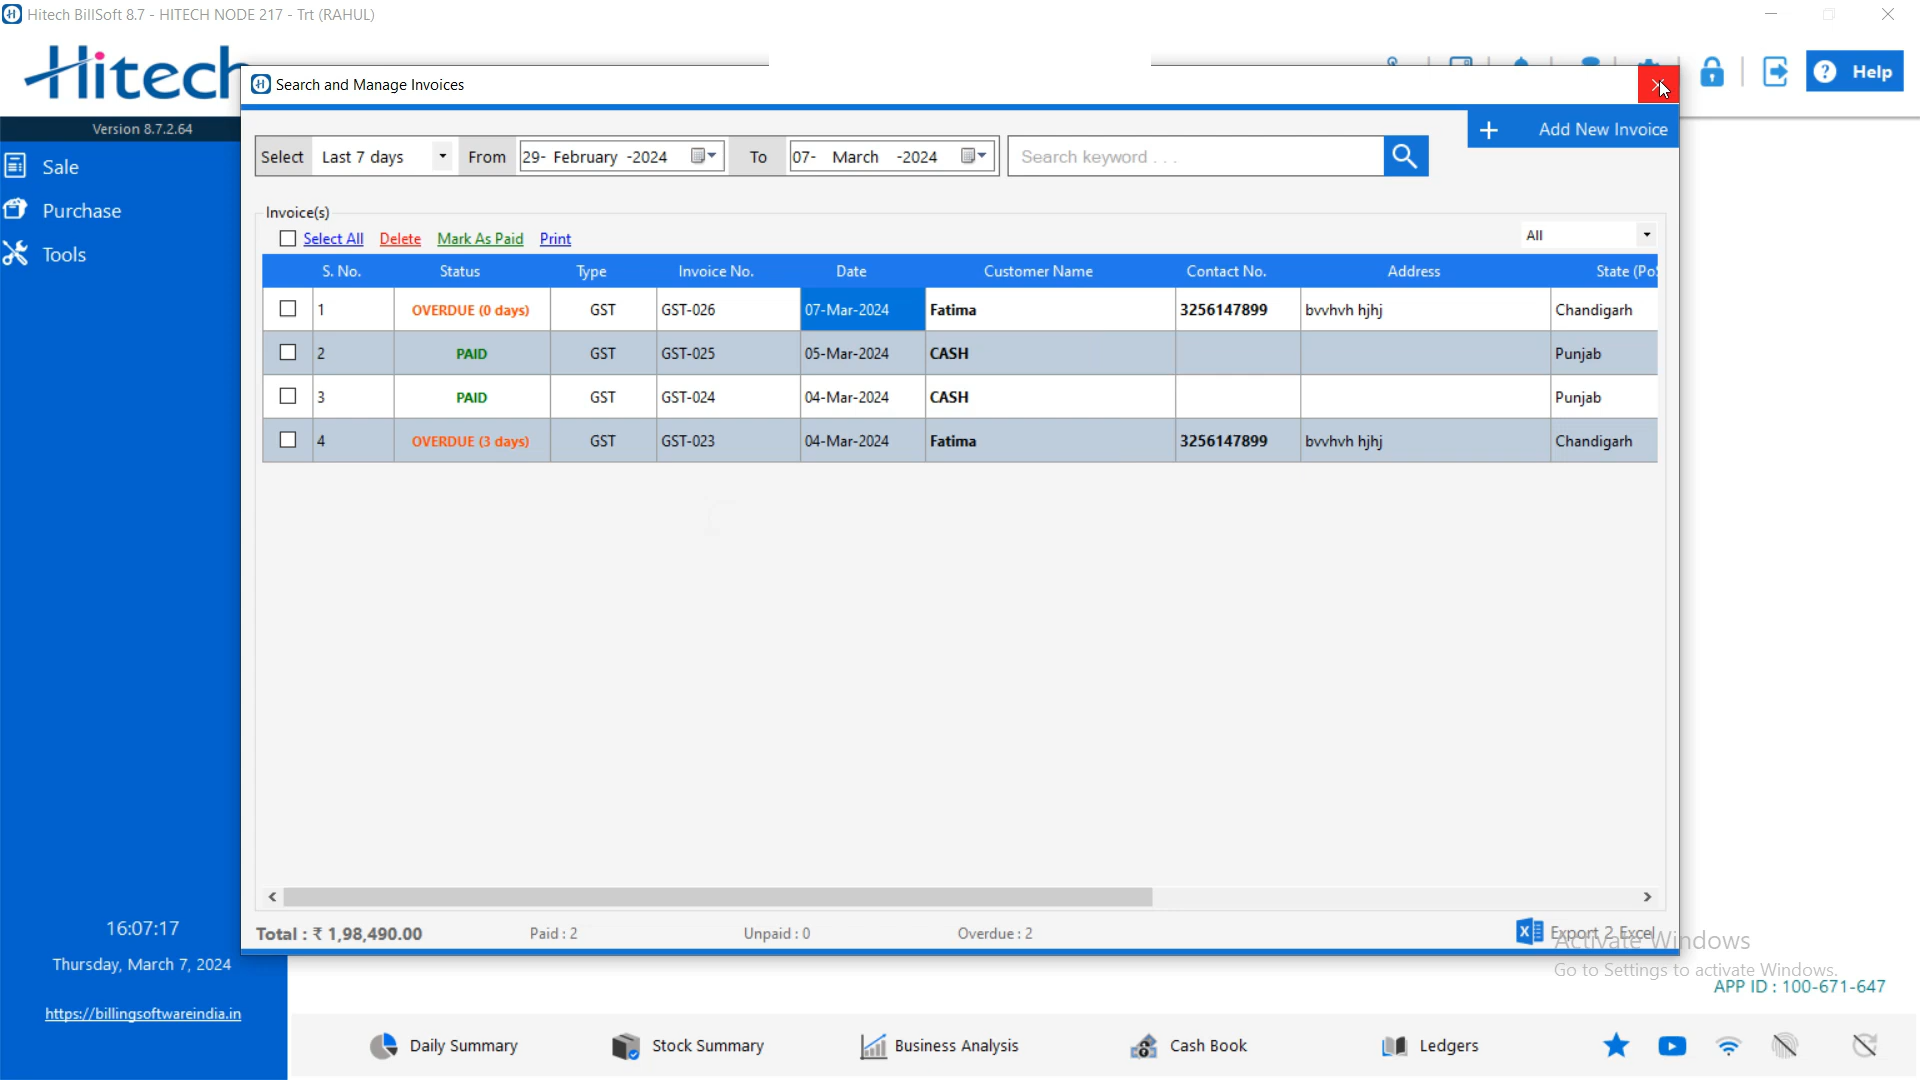 Hitech BillSoft 8.7 - HITECH NODE 217 - Trt (RAHUL)
Hitech
Search and Manage Invoices
Help
Version 8.7.2.64
Add New Invoice
Sale
Purchase
Tools
Select Last 7 days From 29- February -2024 To 07- March -2024 Search keyword . . .
Invoice(s)
Select All Delete Mark As Paid Print All
S. No. Status Type Invoice No. Date Customer Name Contact No. Address State (Po
1 OVERDUE (0 days) GST GST-026 07-Mar-2024 Fatima 3256147899 bvvhvh hjhj Chandigarh
2 PAID GST GST-025 05-Mar-2024 CASH Punjab
3 PAID GST GST-024 04-Mar-2024 CASH Punjab
4 OVERDUE (3 days) GST GST-023 04-Mar-2024 Fatima 3256147899 bvvhvh hjhj Chandigarh
Total : ₹ 1,98,490.00 Paid : 2 Unpaid : 0 Overdue : 2 Export 2 Excel
16:07:17
Thursday, March 7, 2024
https://billingsoftwareindia.in
Activate Windows
Go to Settings to activate Windows.
APP ID : 100-671-647
Daily Summary Stock Summary Business Analysis Cash Book Ledgers